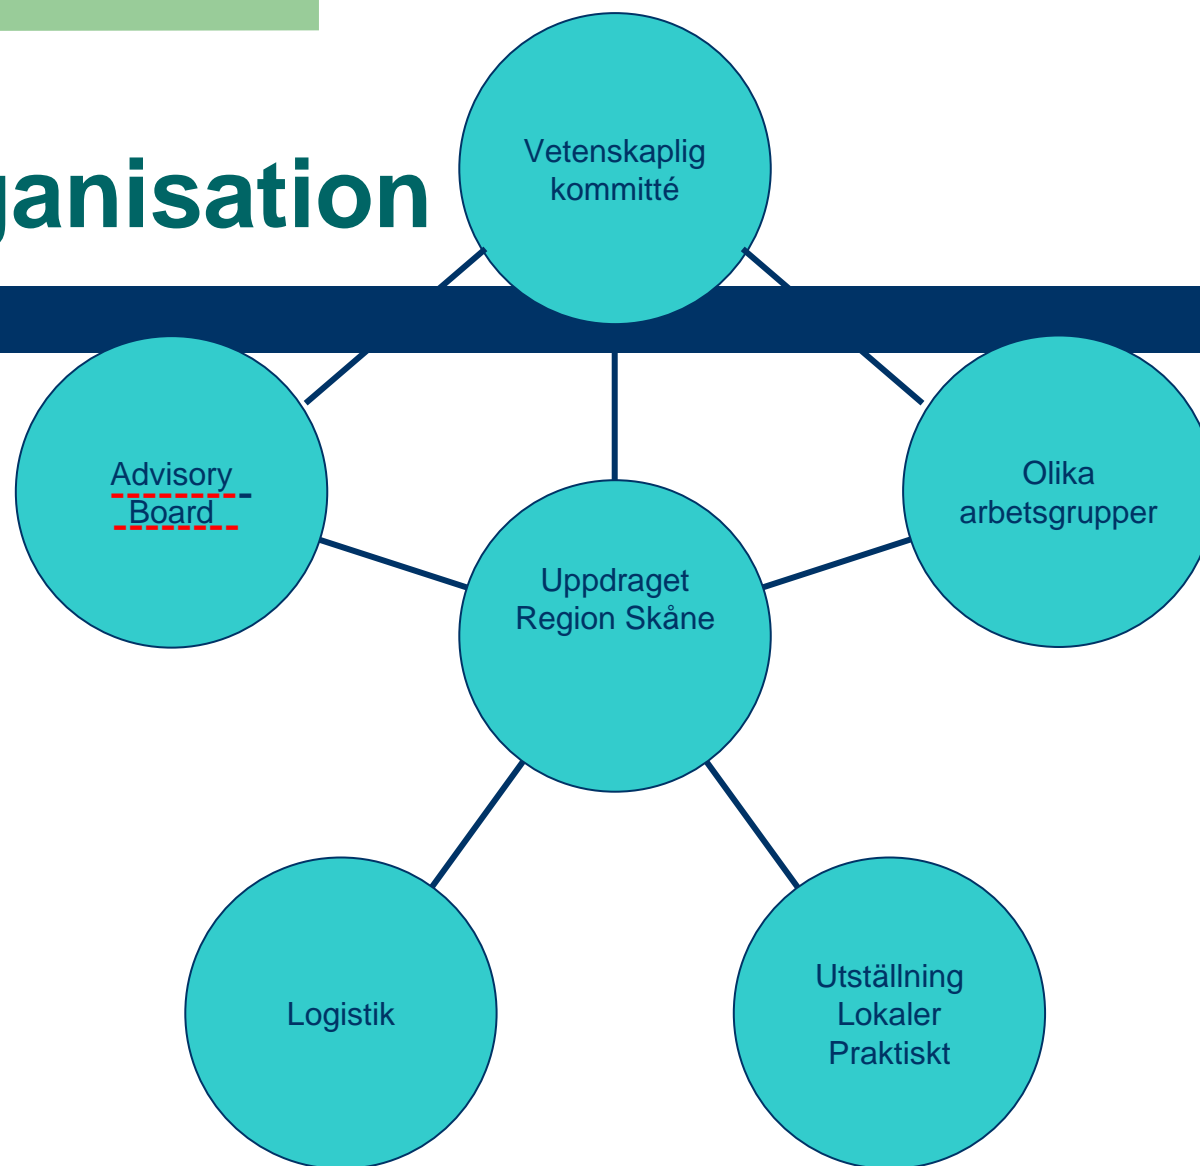 Vetenskaplig
kommitté
ganisation
Advisory
Board
Olika
arbetsgrupper
Uppdraget
Region Skåne
Logistik
Utställning
Lokaler
Praktiskt